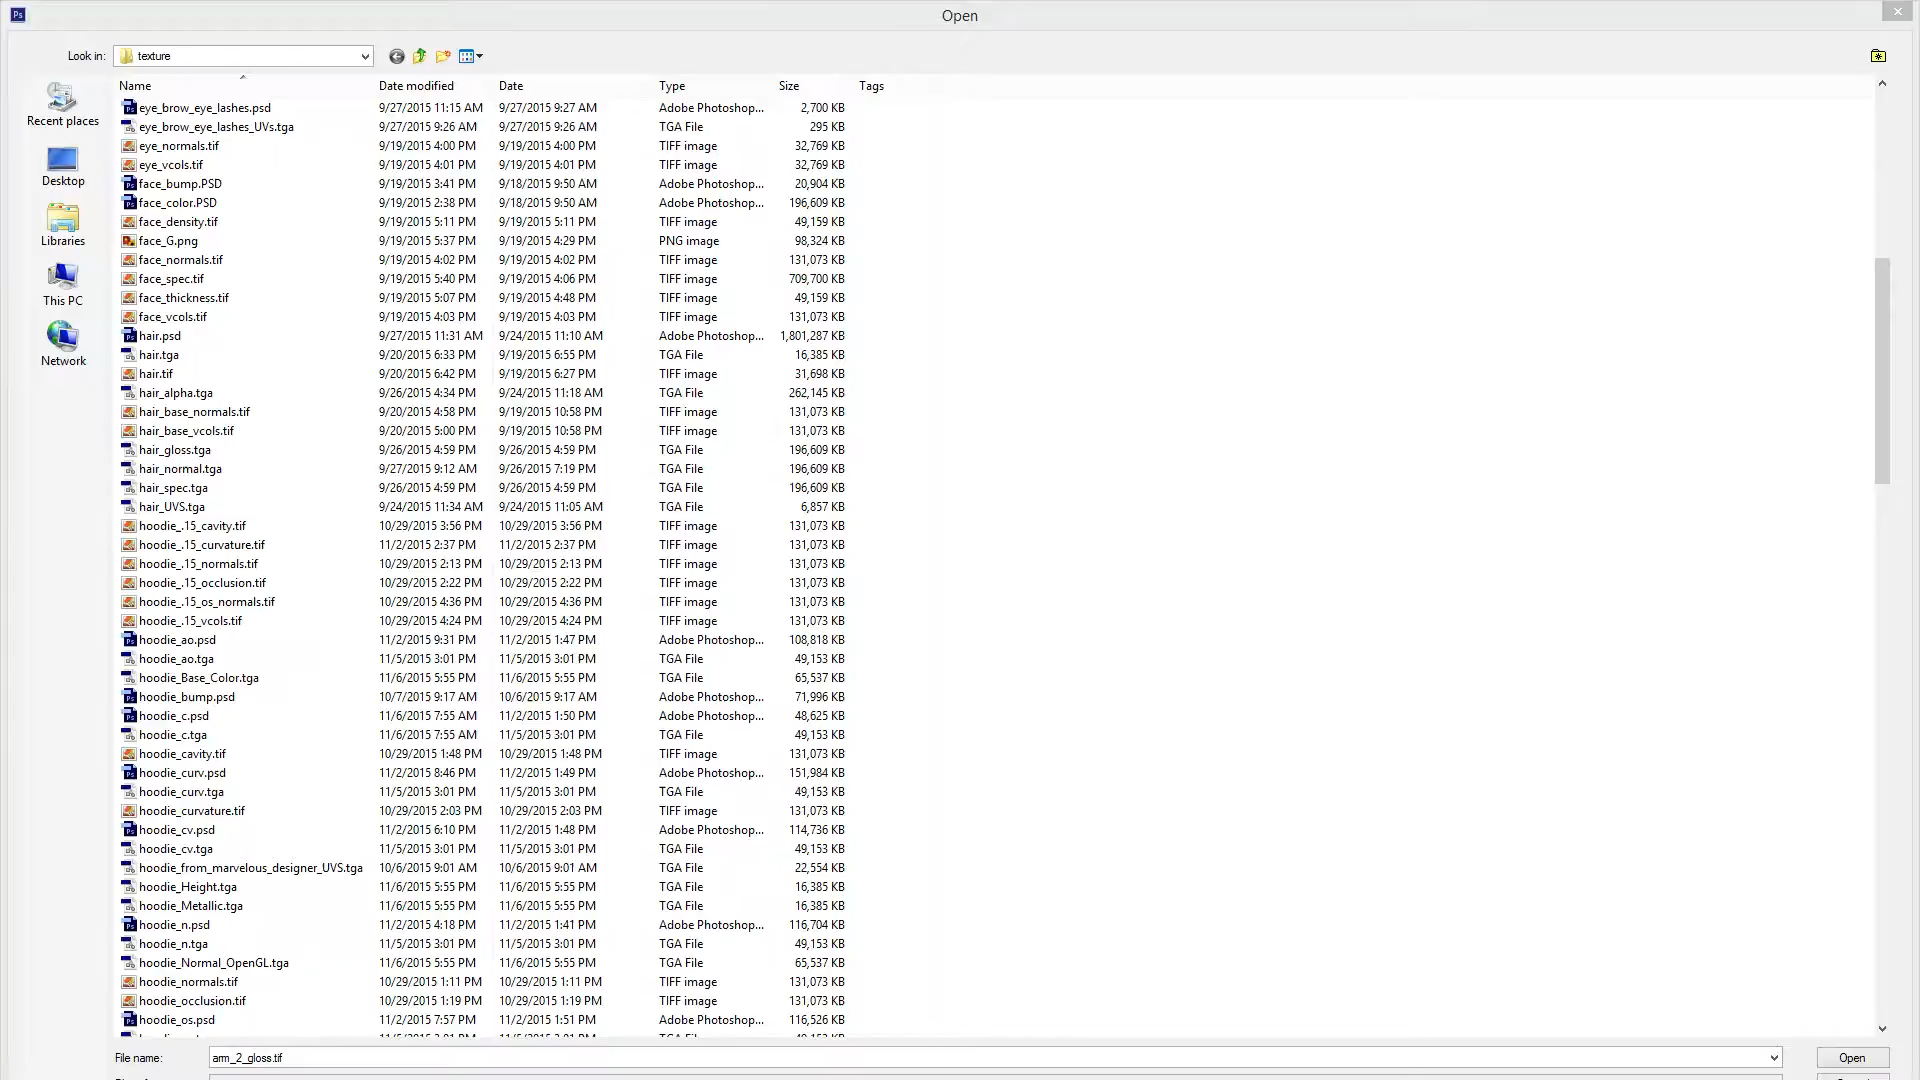 Ps Open
Look in: texture
Name Date modified Date Type Size Tags
eye_brow_eye_lashes.psd 9/27/2015 11:15 AM 9/27/2015 9:27 AM Adobe Photoshop... 2,700 KB
eye_brow_eye_lashes_UVs.tga 9/27/2015 9:26 AM 9/27/2015 9:26 AM TGA File 295 KB
eye_normals.tif 9/19/2015 4:00 PM 9/19/2015 4:00 PM TIFF image 32,769 KB
eye_vcols.tif 9/19/2015 4:01 PM 9/19/2015 4:01 PM TIFF image 32,769 KB
face_bump.PSD 9/19/2015 3:41 PM 9/18/2015 9:50 AM Adobe Photoshop... 20,904 KB
face_color.PSD 9/19/2015 2:38 PM 9/18/2015 9:50 AM Adobe Photoshop... 196,609 KB
face_density.tif 9/19/2015 5:11 PM 9/19/2015 5:11 PM TIFF image 49,159 KB
face_G.png 9/19/2015 5:37 PM 9/19/2015 4:29 PM PNG image 98,324 KB
face_normals.tif 9/19/2015 4:02 PM 9/19/2015 4:02 PM TIFF image 131,073 KB
face_spec.tif 9/19/2015 5:40 PM 9/19/2015 4:06 PM TIFF image 709,700 KB
face_thickness.tif 9/19/2015 5:07 PM 9/19/2015 4:48 PM TIFF image 49,159 KB
face_vcols.tif 9/19/2015 4:03 PM 9/19/2015 4:03 PM TIFF image 131,073 KB
hair.psd 9/27/2015 11:31 AM 9/24/2015 11:10 AM Adobe Photoshop... 1,801,287 KB
hair.tga 9/20/2015 6:33 PM 9/19/2015 6:55 PM TGA File 16,385 KB
hair.tif 9/20/2015 6:42 PM 9/19/2015 6:27 PM TIFF image 31,698 KB
hair_alpha.tga 9/26/2015 4:34 PM 9/24/2015 11:18 AM TGA File 262,145 KB
hair_base_normals.tif 9/20/2015 4:58 PM 9/19/2015 10:58 PM TIFF image 131,073 KB
hair_base_vcols.tif 9/20/2015 5:00 PM 9/19/2015 10:58 PM TIFF image 131,073 KB
hair_gloss.tga 9/26/2015 4:59 PM 9/26/2015 4:59 PM TGA File 196,609 KB
hair_normal.tga 9/27/2015 9:12 AM 9/26/2015 7:19 PM TGA File 196,609 KB
hair_spec.tga 9/26/2015 4:59 PM 9/26/2015 4:59 PM TGA File 196,609 KB
hair_UVS.tga 9/24/2015 11:34 AM 9/24/2015 11:05 AM TGA File 6,857 KB
hoodie_.15_cavity.tif 10/29/2015 3:56 PM 10/29/2015 3:56 PM TIFF image 131,073 KB
hoodie_.15_curvature.tif 11/2/2015 2:37 PM 11/2/2015 2:37 PM TIFF image 131,073 KB
hoodie_.15_normals.tif 10/29/2015 2:13 PM 10/29/2015 2:13 PM TIFF image 131,073 KB
hoodie_.15_occlusion.tif 10/29/2015 2:22 PM 10/29/2015 2:22 PM TIFF image 131,073 KB
hoodie_.15_os_normals.tif 10/29/2015 4:36 PM 10/29/2015 4:36 PM TIFF image 131,073 KB
hoodie_.15_vcols.tif 10/29/2015 4:24 PM 10/29/2015 4:24 PM TIFF image 131,073 KB
hoodie_ao.psd 11/2/2015 9:31 PM 11/2/2015 1:47 PM Adobe Photoshop... 108,818 KB
hoodie_ao.tga 11/5/2015 3:01 PM 11/5/2015 3:01 PM TGA File 49,153 KB
hoodie_Base_Color.tga 11/6/2015 5:55 PM 11/6/2015 5:55 PM TGA File 65,537 KB
hoodie_bump.psd 10/7/2015 9:17 AM 10/6/2015 9:17 AM Adobe Photoshop... 71,996 KB
hoodie_c.psd 11/6/2015 7:55 AM 11/2/2015 1:50 PM Adobe Photoshop... 48,625 KB
hoodie_c.tga 11/6/2015 7:55 AM 11/5/2015 3:01 PM TGA File 49,153 KB
hoodie_cavity.tif 10/29/2015 1:48 PM 10/29/2015 1:48 PM TIFF image 131,073 KB
hoodie_curv.psd 11/2/2015 8:46 PM 11/2/2015 1:49 PM Adobe Photoshop... 151,984 KB
hoodie_curv.tga 11/5/2015 3:01 PM 11/5/2015 3:01 PM TGA File 49,153 KB
hoodie_curvature.tif 10/29/2015 2:03 PM 10/29/2015 2:03 PM TIFF image 131,073 KB
hoodie_cv.psd 11/2/2015 6:10 PM 11/2/2015 1:48 PM Adobe Photoshop... 114,736 KB
hoodie_cv.tga 11/5/2015 3:01 PM 11/5/2015 3:01 PM TGA File 49,153 KB
hoodie_from_marvelous_designer_UVS.tga 10/6/2015 9:01 AM 10/6/2015 9:01 AM TGA File 22,554 KB
hoodie_Height.tga 11/6/2015 5:55 PM 11/6/2015 5:55 PM TGA File 16,385 KB
hoodie_Metallic.tga 11/6/2015 5:55 PM 11/6/2015 5:55 PM TGA File 16,385 KB
hoodie_n.psd 11/2/2015 4:18 PM 11/2/2015 1:41 PM Adobe Photoshop... 116,704 KB
hoodie_n.tga 11/5/2015 3:01 PM 11/5/2015 3:01 PM TGA File 49,153 KB
hoodie_Normal_OpenGL.tga 11/6/2015 5:55 PM 11/6/2015 5:55 PM TGA File 65,537 KB
hoodie_normals.tif 10/29/2015 1:11 PM 10/29/2015 1:11 PM TIFF image 131,073 KB
hoodie_occlusion.tif 10/29/2015 1:19 PM 10/29/2015 1:19 PM TIFF image 131,073 KB
hoodie_os.psd 11/2/2015 7:57 PM 11/2/2015 1:51 PM Adobe Photoshop... 116,526 KB
Recent places
Desktop
Libraries
This PC
Network
File name: arm_2_gloss.tif Open